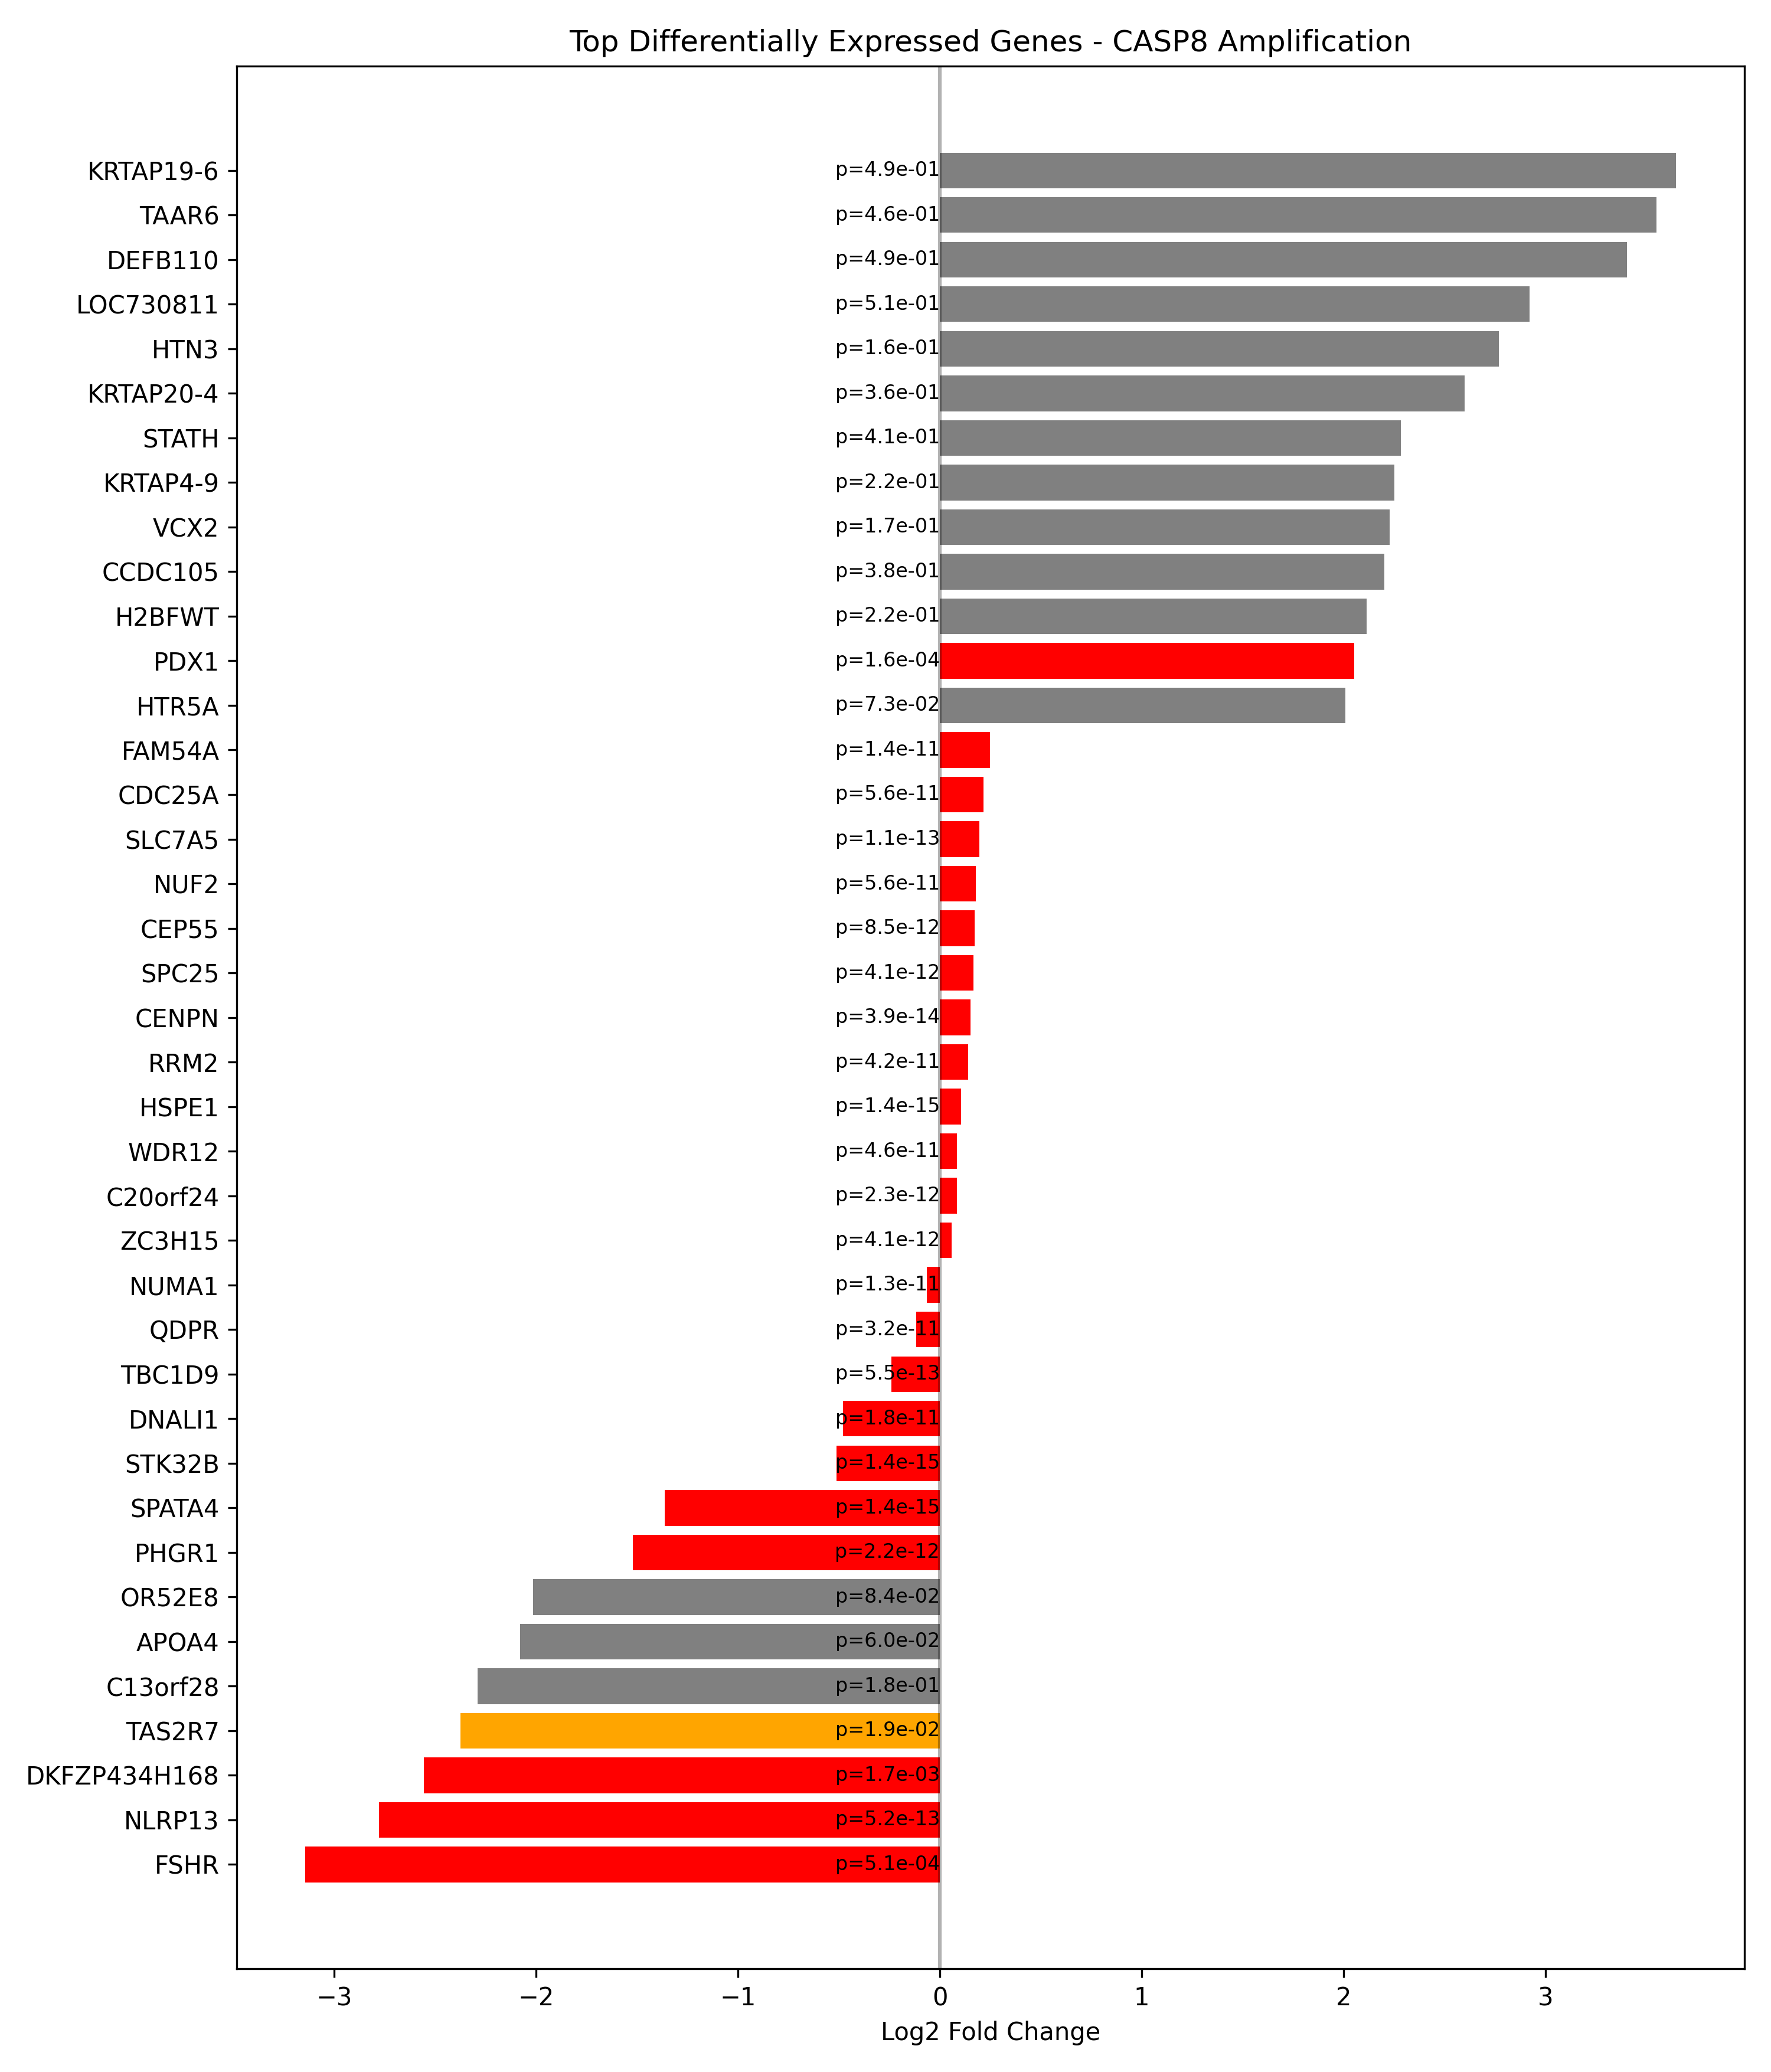 Top Differentially Expressed Genes - CASP8 Amplification
KRTAP19-6 p=4.9e-01
TAAR6 p=4.6e-01
DEFB110 p=4.9e-01
LOC730811 p=5.1e-01
HTN3 p=1.6e-01
KRTAP20-4 p=3.6e-01
STATH p=4.1e-01
KRTAP4-9 p=2.2e-01
VCX2 p=1.7e-01
CCDC105 p=3.8e-01
H2BFWT p=2.2e-01
PDX1 p=1.6e-04
HTR5A p=7.3e-02
FAM54A p=1.4e-11
CDC25A p=5.6e-11
SLC7A5 p=1.1e-13
NUF2 p=5.6e-11
CEP55 p=8.5e-12
SPC25 p=4.1e-12
CENPN p=3.9e-14
RRM2 p=4.2e-11
HSPE1 p=1.4e-15
WDR12 p=4.6e-11
C20orf24 p=2.3e-12
ZC3H15 p=4.1e-12
NUMA1 p=1.3e-11
QDPR p=3.2e-11
TBC1D9 p=5.5e-13
DNALI1 p=1.8e-11
STK32B p=1.4e-15
SPATA4 p=1.4e-15
PHGR1 p=2.2e-12
OR52E8 p=8.4e-02
APOA4 p=6.0e-02
C13orf28 p=1.8e-01
TAS2R7 p=1.9e-02
DKFZP434H168 p=1.7e-03
NLRP13 p=5.2e-13
FSHR p=5.1e-04
−3 −2 −1 0 1 2 3
Log2 Fold Change